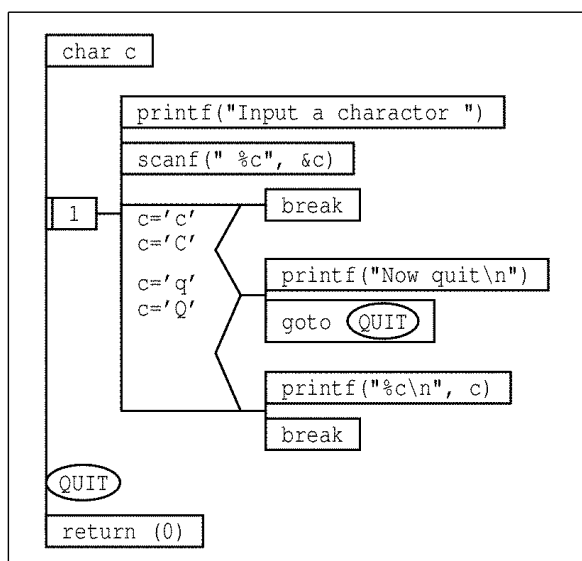 char c
printf("Input a charactor ")
scanf(" %c", &c)
1
c='c'
c='C'
break
c='q'
c='Q'
printf("Now quit\n")
goto QUIT
printf("%c\n", c)
break
QUIT
return (0)